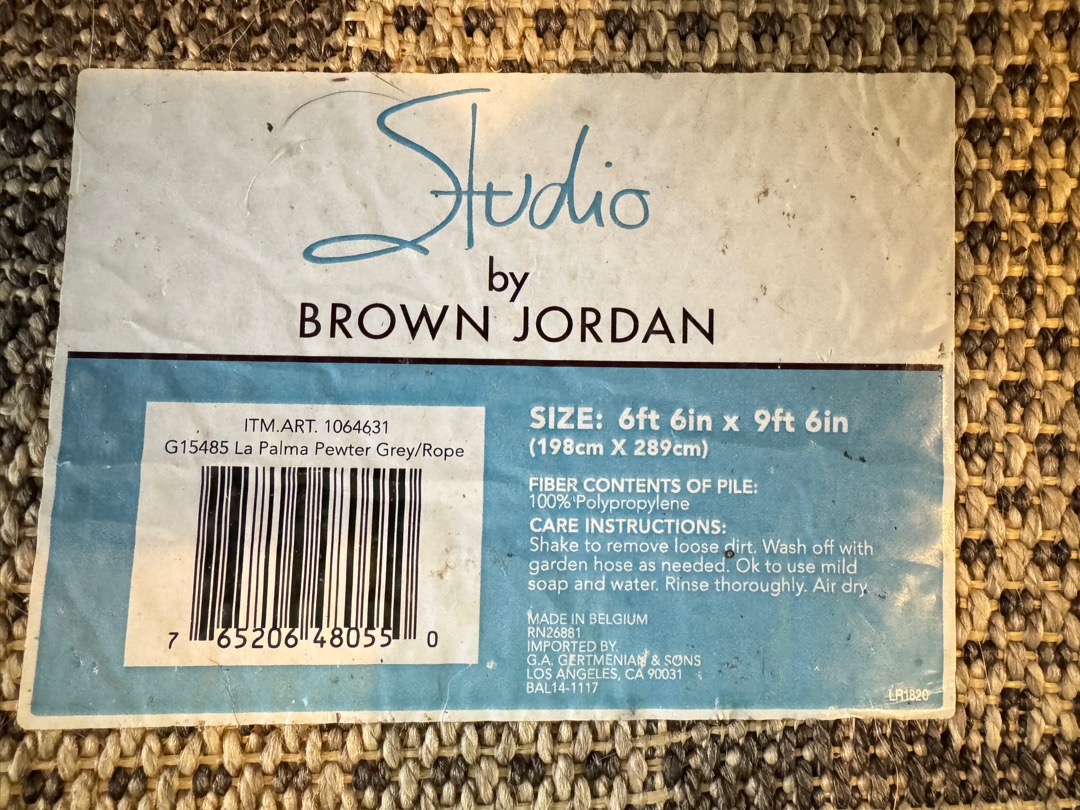 Studio
by
BROWN JORDAN
ITM.ART. 1064631
G15485 La Palma Pewter Grey/Rope
7 65206 48055 0
SIZE: 6ft 6in x 9ft 6in
(198cm X 289cm)
FIBER CONTENTS OF PILE:
100% Polypropylene
CARE INSTRUCTIONS:
Shake to remove loose dirt. Wash off with
garden hose as needed. Ok to use mild
soap and water. Rinse thoroughly. Air dry.
MADE IN BELGIUM
RN26881
IMPORTED BY
G.A. GERTMENIAN & SONS
LOS ANGELES, CA 90031
BAL14-1117
LR1820